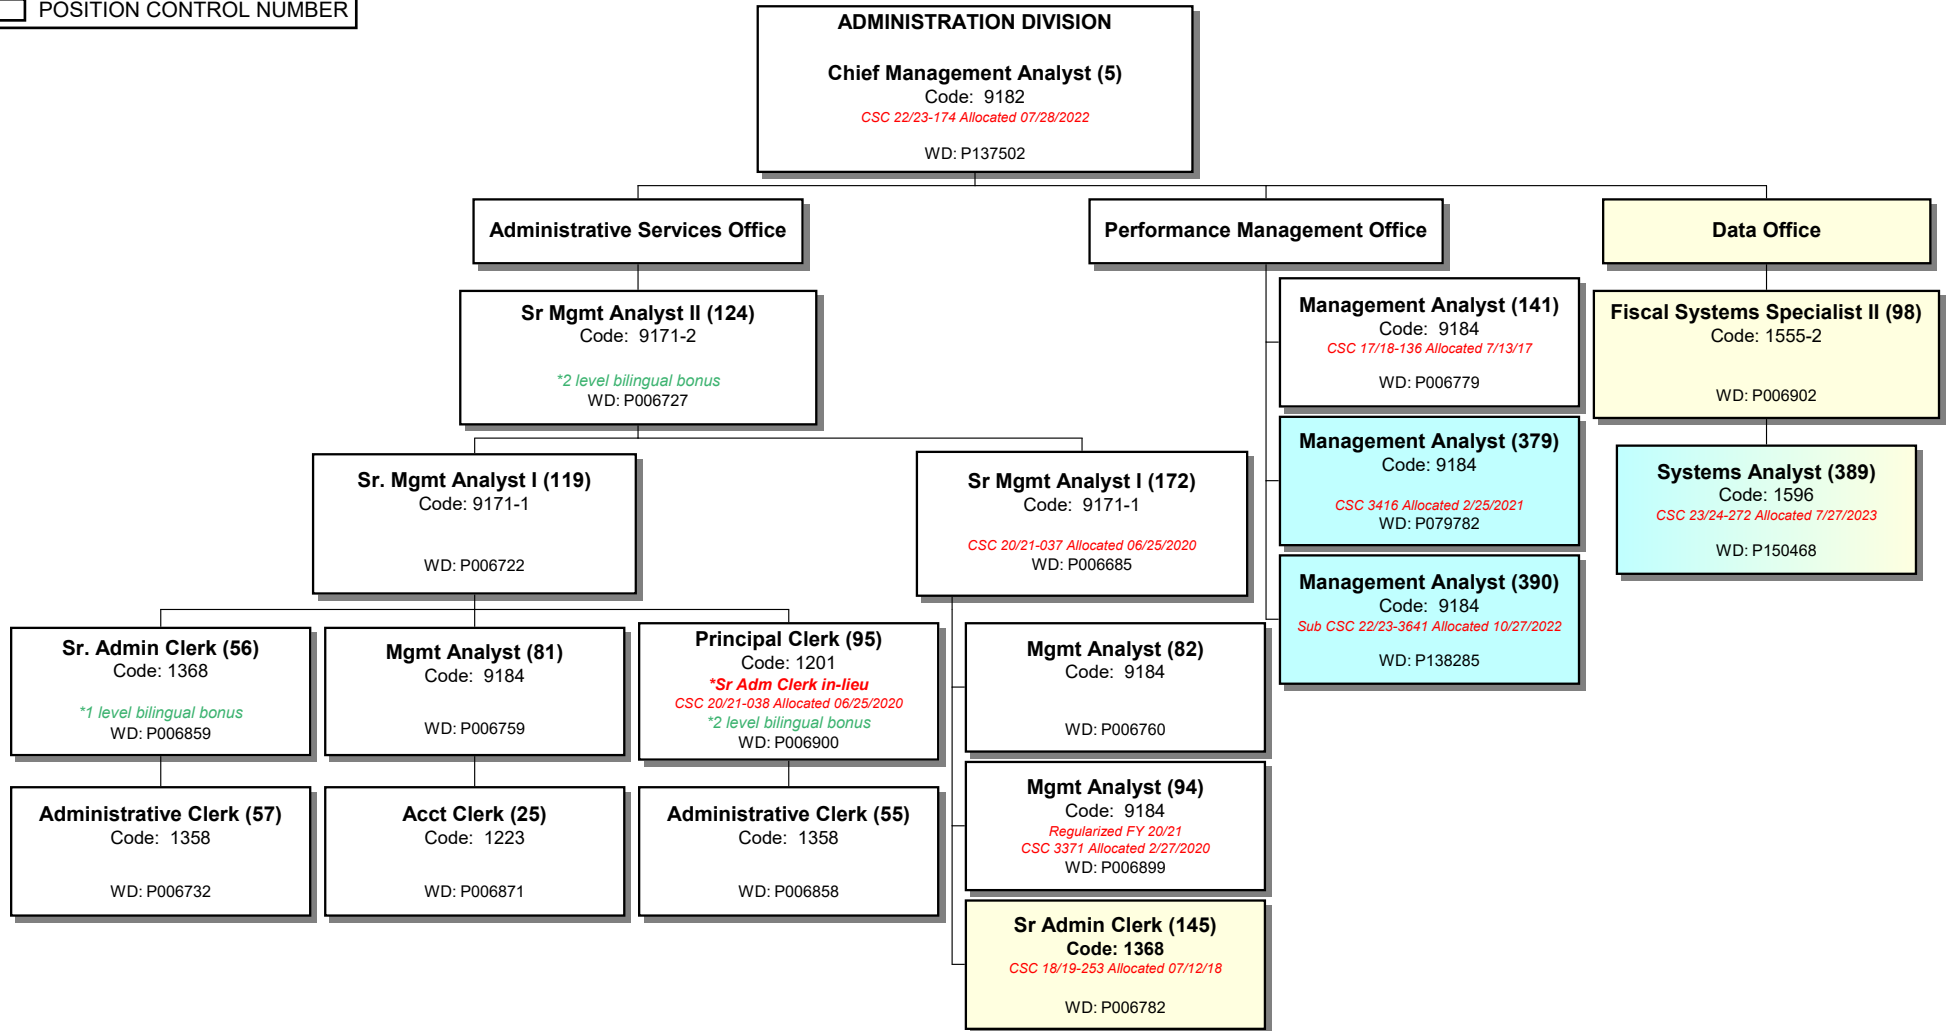 POSITION CONTROL NUMBER
ADMINISTRATION DIVISION
Chief Management Analyst (5)
Code: 9182
CSC 22/23-174 Allocated 07/28/2022
WD: P137502
Administrative Services Office
Performance Management Office
Data Office
Sr Mgmt Analyst II (124)
Code: 9171-2
*2 level bilingual bonus
WD: P006727
Management Analyst (141)
Code: 9184
CSC 17/18-136 Allocated 7/13/17
WD: P006779
Fiscal Systems Specialist II (98)
Code: 1555-2
WD: P006902
Management Analyst (379)
Code: 9184
CSC 3416 Allocated 2/25/2021
WD: P079782
Systems Analyst (389)
Code: 1596
CSC 23/24-272 Allocated 7/27/2023
WD: P150468
Management Analyst (390)
Code: 9184
Sub CSC 22/23-3641 Allocated 10/27/2022
WD: P138285
Sr. Mgmt Analyst I (119)
Code: 9171-1
WD: P006722
Sr Mgmt Analyst I (172)
Code: 9171-1
CSC 20/21-037 Allocated 06/25/2020
WD: P006685
Sr. Admin Clerk (56)
Code: 1368
*1 level bilingual bonus
WD: P006859
Mgmt Analyst (81)
Code: 9184
WD: P006759
Principal Clerk (95)
Code: 1201
*Sr Adm Clerk in-lieu
CSC 20/21-038 Allocated 06/25/2020
*2 level bilingual bonus
WD: P006900
Mgmt Analyst (82)
Code: 9184
WD: P006760
Administrative Clerk (57)
Code: 1358
WD: P006732
Acct Clerk (25)
Code: 1223
WD: P006871
Administrative Clerk (55)
Code: 1358
WD: P006858
Mgmt Analyst (94)
Code: 9184
Regularized FY 20/21
CSC 3371 Allocated 2/27/2020
WD: P006899
Sr Admin Clerk (145)
Code: 1368
CSC 18/19-253 Allocated 07/12/18
WD: P006782